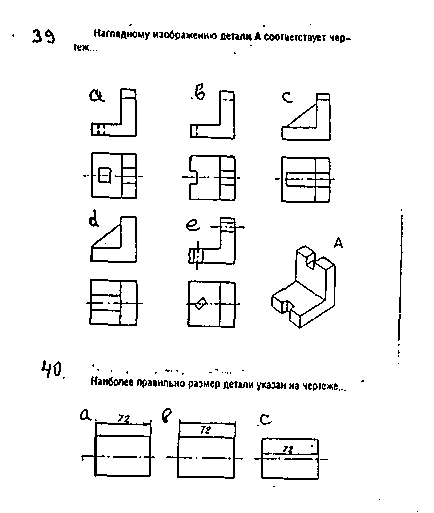 39 Наглядному изображению детали А соответствует чер-
теж...
a в c
d e
A
40.
Наиболее правильно размер детали указан на чертеже...
a в c
72 72 72